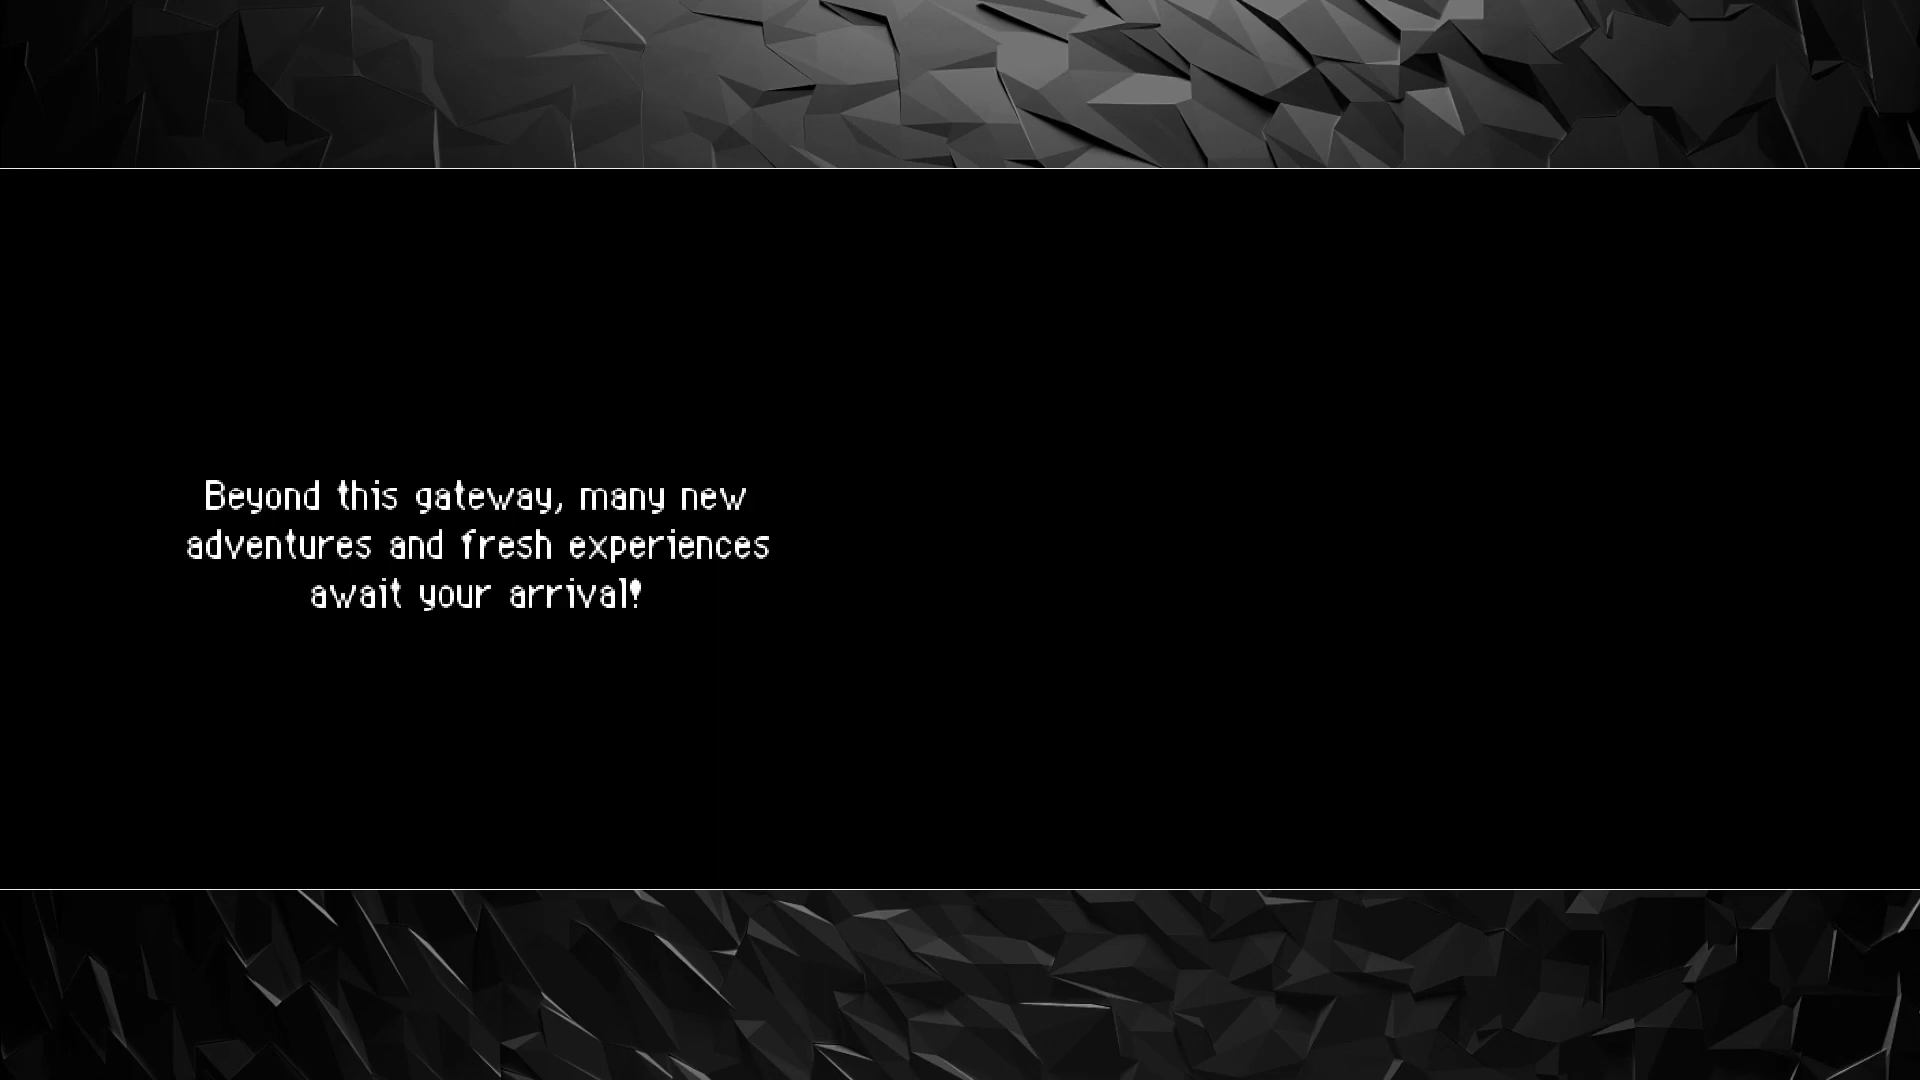 Beyond this gateway, many new
adventures and fresh experiences
await your arrival!